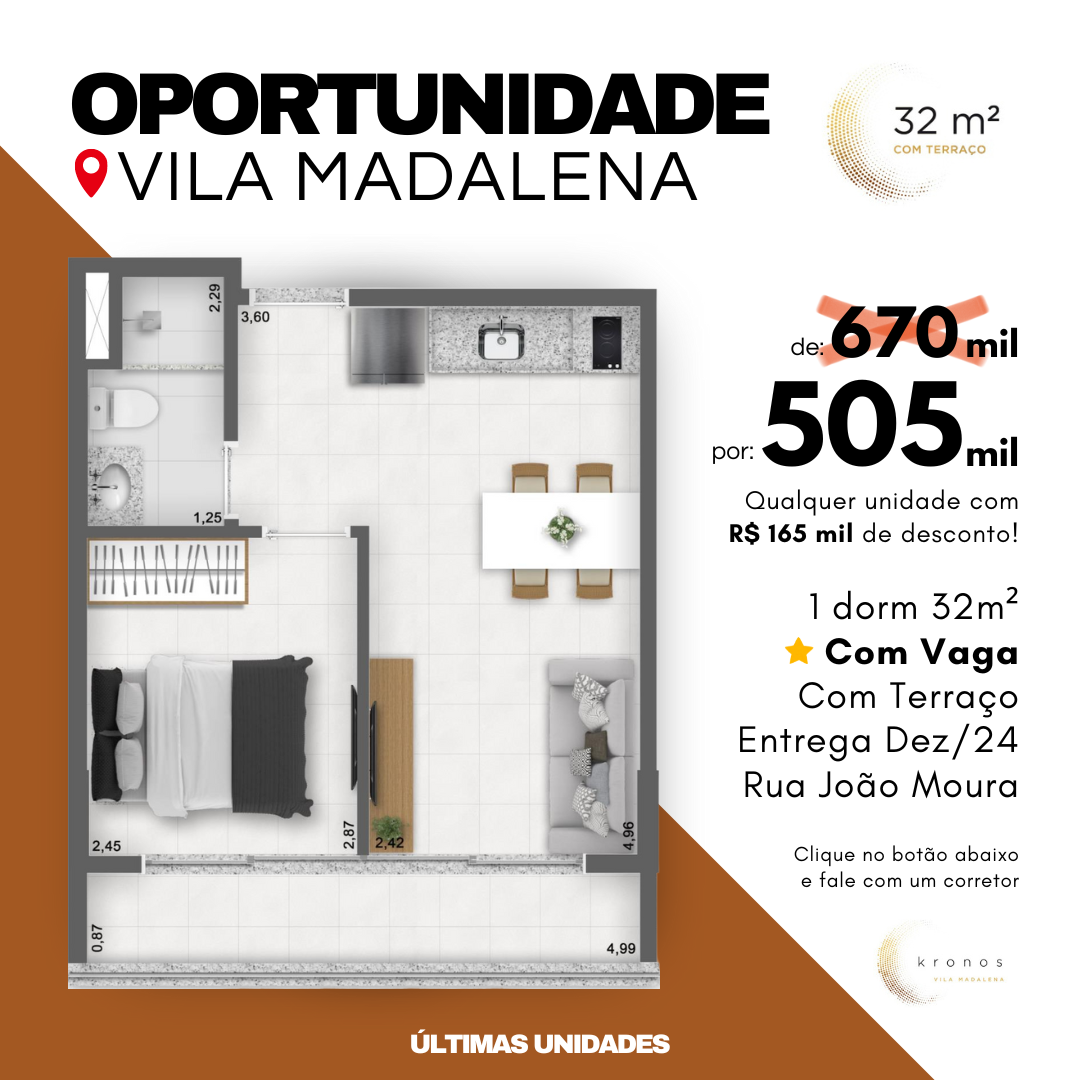 OPORTUNIDADE
VILA MADALENA
32 m²
COM TERRAÇO
2,29
3,60
1,25
2,45
2,87
2,42
4,96
0,87
4,99
de: 670 mil
por: 505 mil
Qualquer unidade com
R$ 165 mil de desconto!
1 dorm 32m²
Com Vaga
Com Terraço
Entrega Dez/24
Rua João Moura
Clique no botão abaixo
e fale com um corretor
kronos
VILA MADALENA
ÚLTIMAS UNIDADES